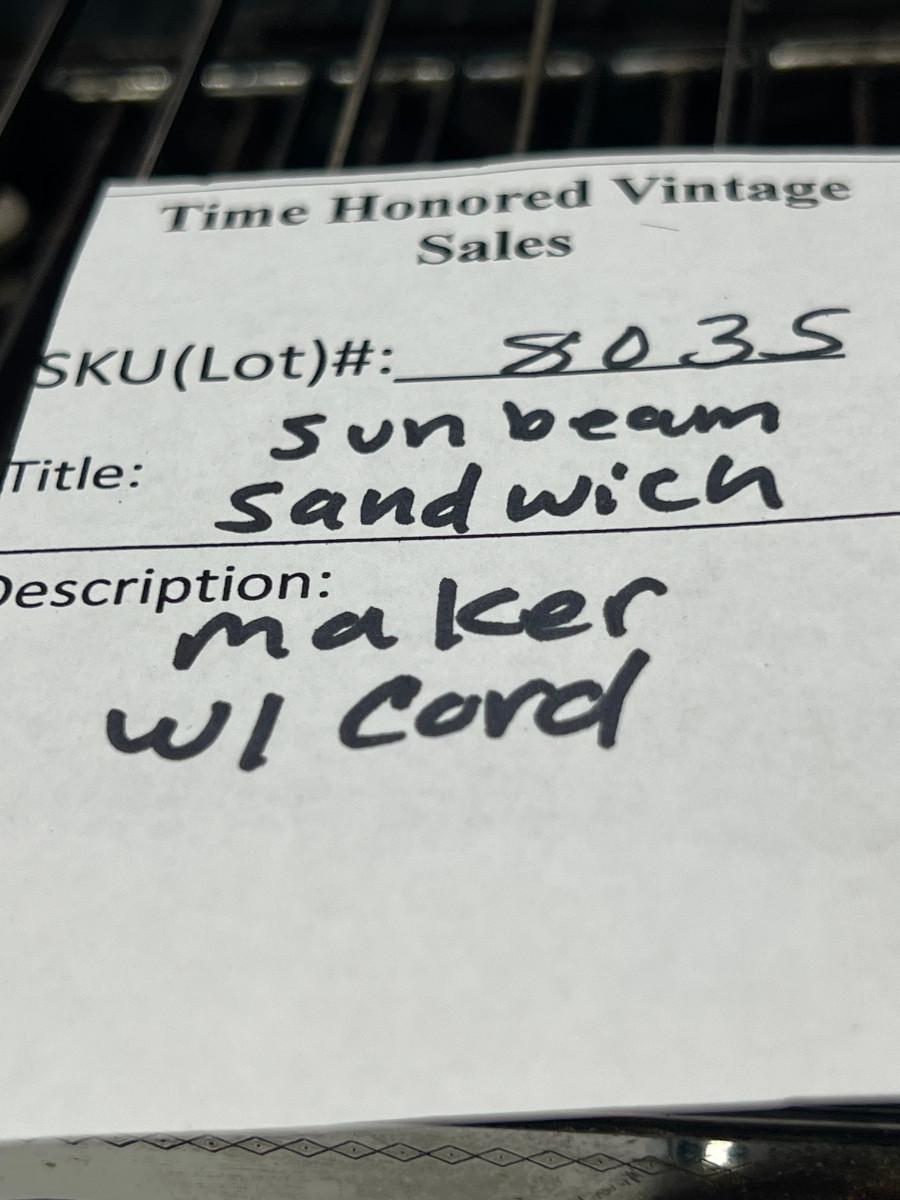 Time Honored Vintage
Sales
SKU(Lot)#: 8035
sunbeam
Title: sandwich
Description:
maker
w/ Cord